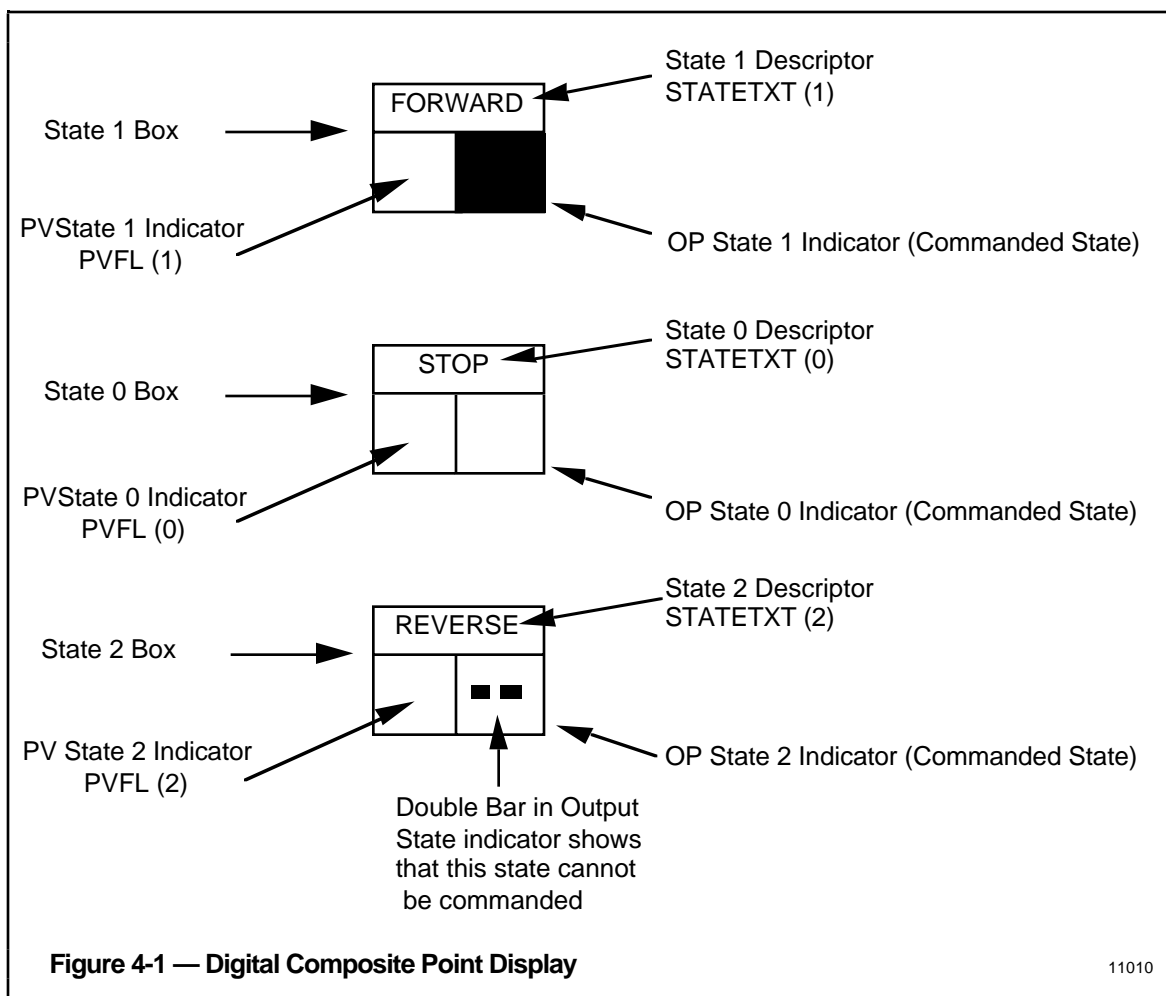 State 1 Descriptor
STATETXT (1)
FORWARD
State 1 Box
PVState 1 Indicator
PVFL (1)
OP State 1 Indicator (Commanded State)
State 0 Descriptor
STATETXT (0)
STOP
State 0 Box
PVState 0 Indicator
PVFL (0)
OP State 0 Indicator (Commanded State)
State 2 Descriptor
STATETXT (2)
REVERSE
State 2 Box
PV State 2 Indicator
PVFL (2)
OP State 2 Indicator (Commanded State)
Double Bar in Output
State indicator shows
that this state cannot
be commanded
Figure 4-1 — Digital Composite Point Display
11010